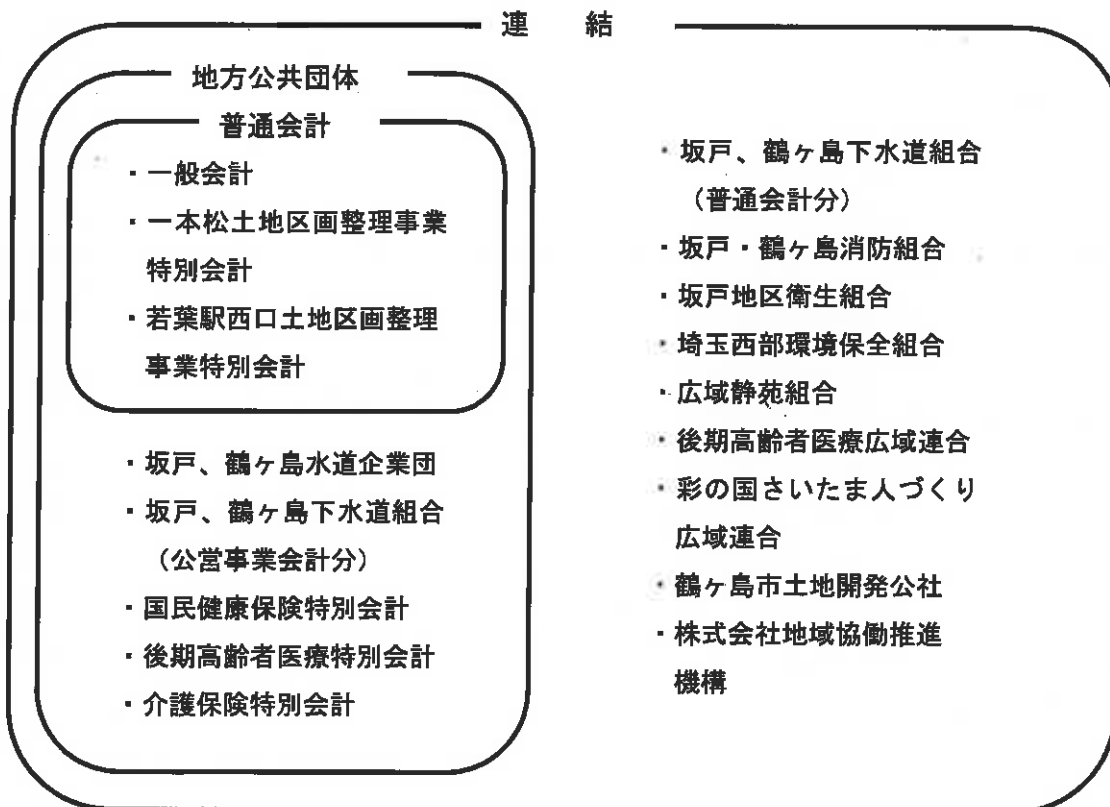 連　結
地方公共団体
普通会計
・一般会計
・一本松土地区画整理事業
特別会計
・若葉駅西口土地区画整理
事業特別会計
・坂戸、鶴ヶ島水道企業団
・坂戸、鶴ヶ島下水道組合
（公営事業会計分）
・国民健康保険特別会計
・後期高齢者医療特別会計
・介護保険特別会計
・坂戸、鶴ヶ島下水道組合
（普通会計分）
・坂戸・鶴ヶ島消防組合
・坂戸地区衛生組合
・埼玉西部環境保全組合
・広域静苑組合
・後期高齢者医療広域連合
・彩の国さいたま人づくり
広域連合
・鶴ヶ島市土地開発公社
・株式会社地域協働推進
機構